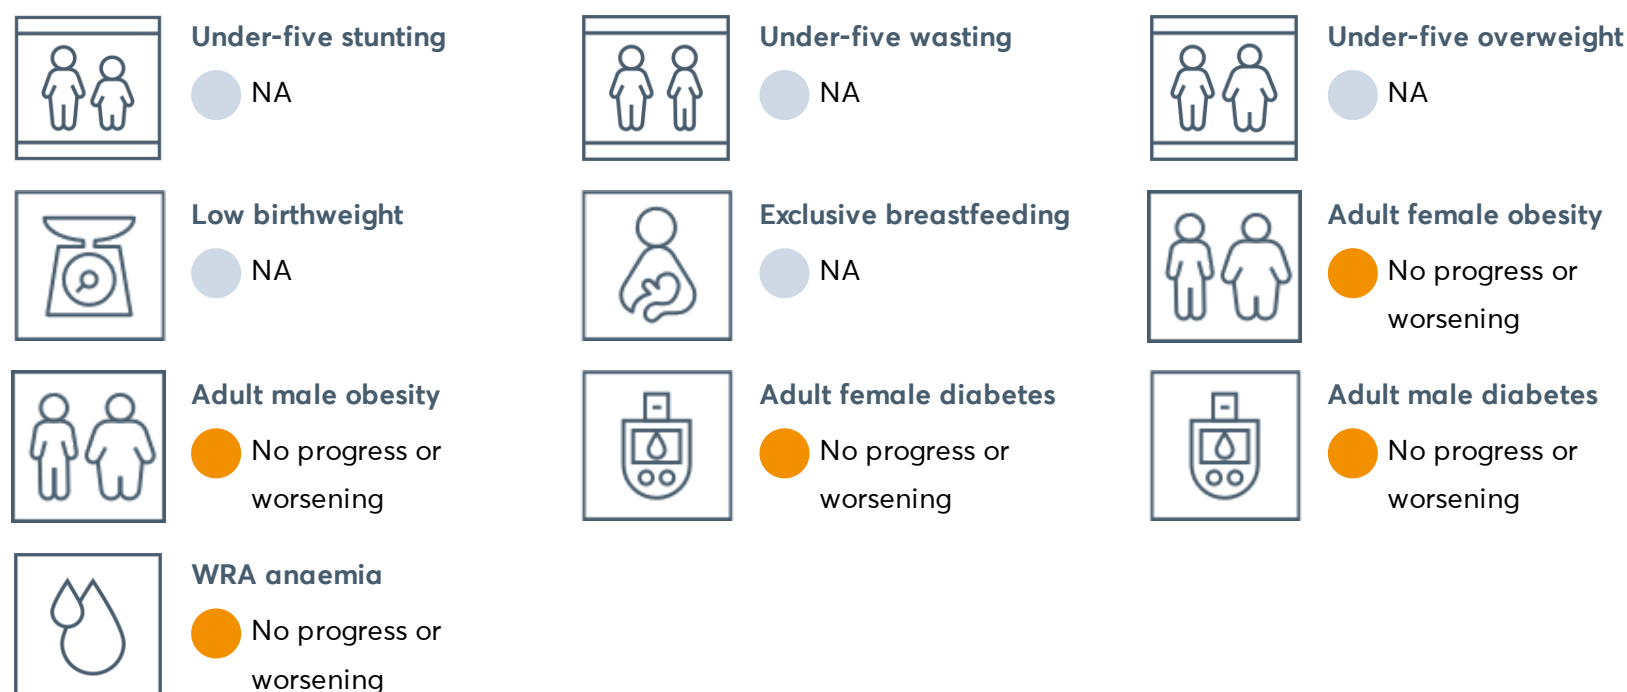 Under-five stunting
NA
Under-five wasting
NA
Under-five overweight
NA
Low birthweight
NA
Exclusive breastfeeding
NA
Adult female obesity
No progress or
worsening
Adult male obesity
No progress or
worsening
Adult female diabetes
No progress or
worsening
Adult male diabetes
No progress or
worsening
WRA anaemia
No progress or
worsening